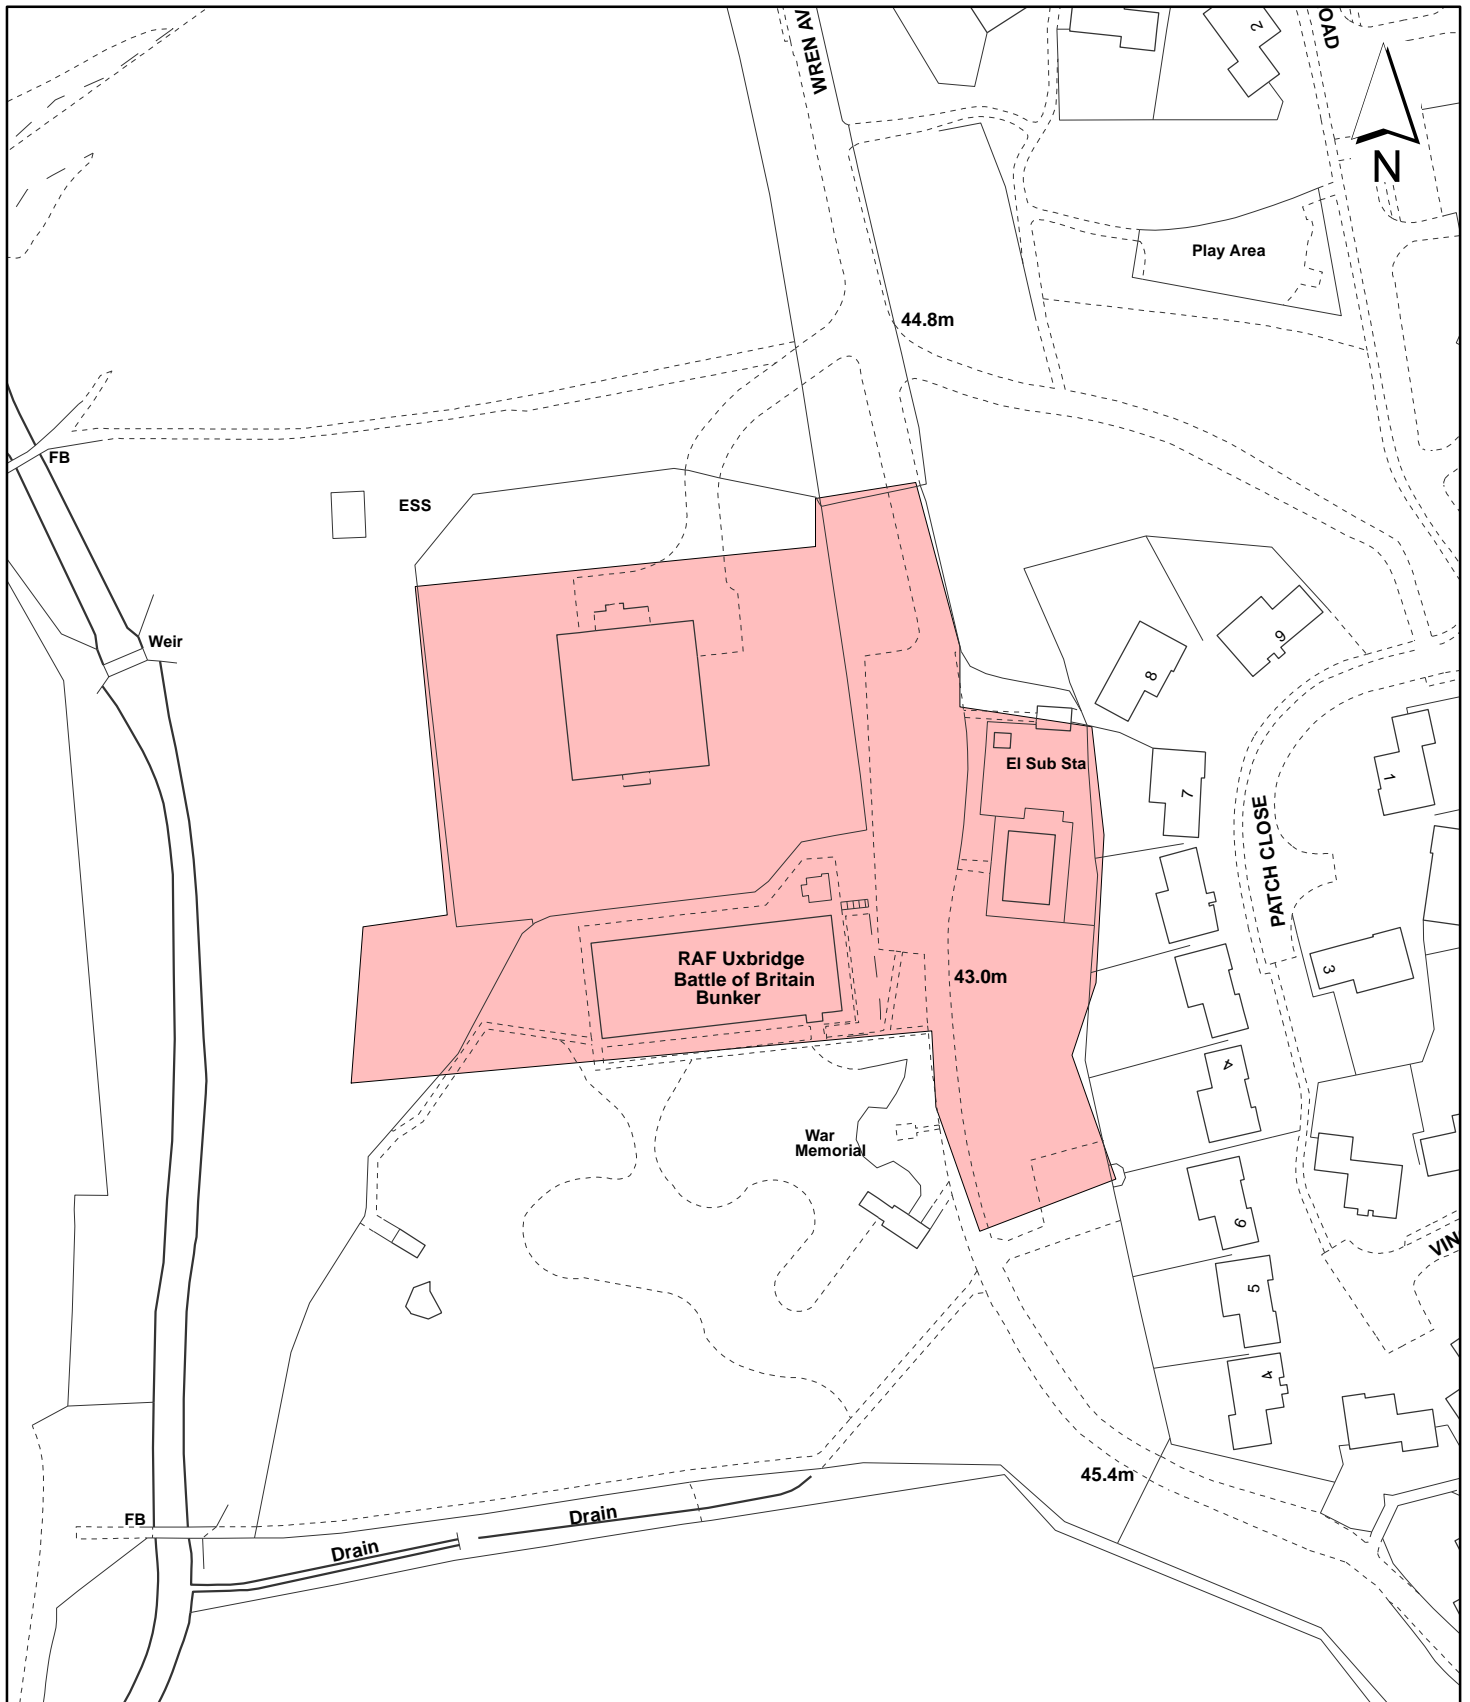 WREN AV
OAD
2
N
Play Area
44.8m
FB
ESS
Weir
9
8
El Sub Sta
7
1
PATCH CLOSE
RAF Uxbridge
Battle of Britain
Bunker
43.0m
3
4
War
Memorial
6
VIN
5
4
45.4m
FB
Drain
Drain